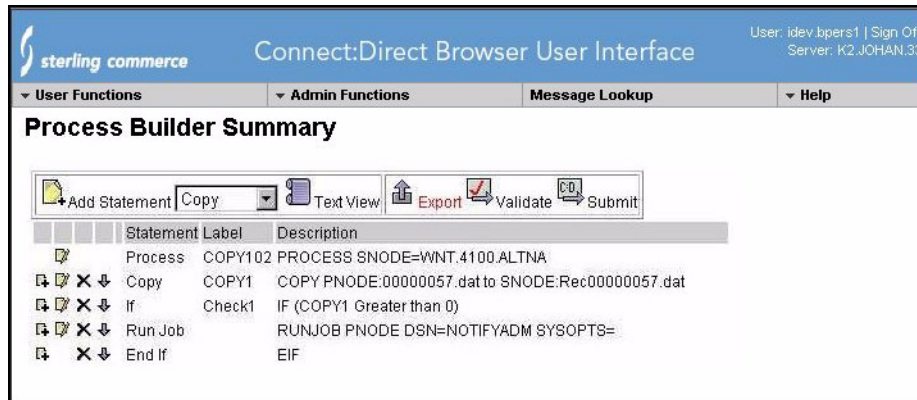 sterling commerce
Connect:Direct Browser User Interface
User: idev.bpers1 | Sign Of
Server: K2.JOHAN.33
User Functions
Admin Functions
Message Lookup
Help
Process Builder Summary
Add Statement Copy Text View Export Validate C:D Submit
Statement Label Description
Process COPY102 PROCESS SNODE=WNT.4100.ALTNA
Copy COPY1 COPY PNODE:00000057.dat to SNODE:Rec00000057.dat
If Check1 IF (COPY1 Greater than 0)
Run Job RUNJOB PNODE DSN=NOTIFYADM SYSOPTS=
End If EIF